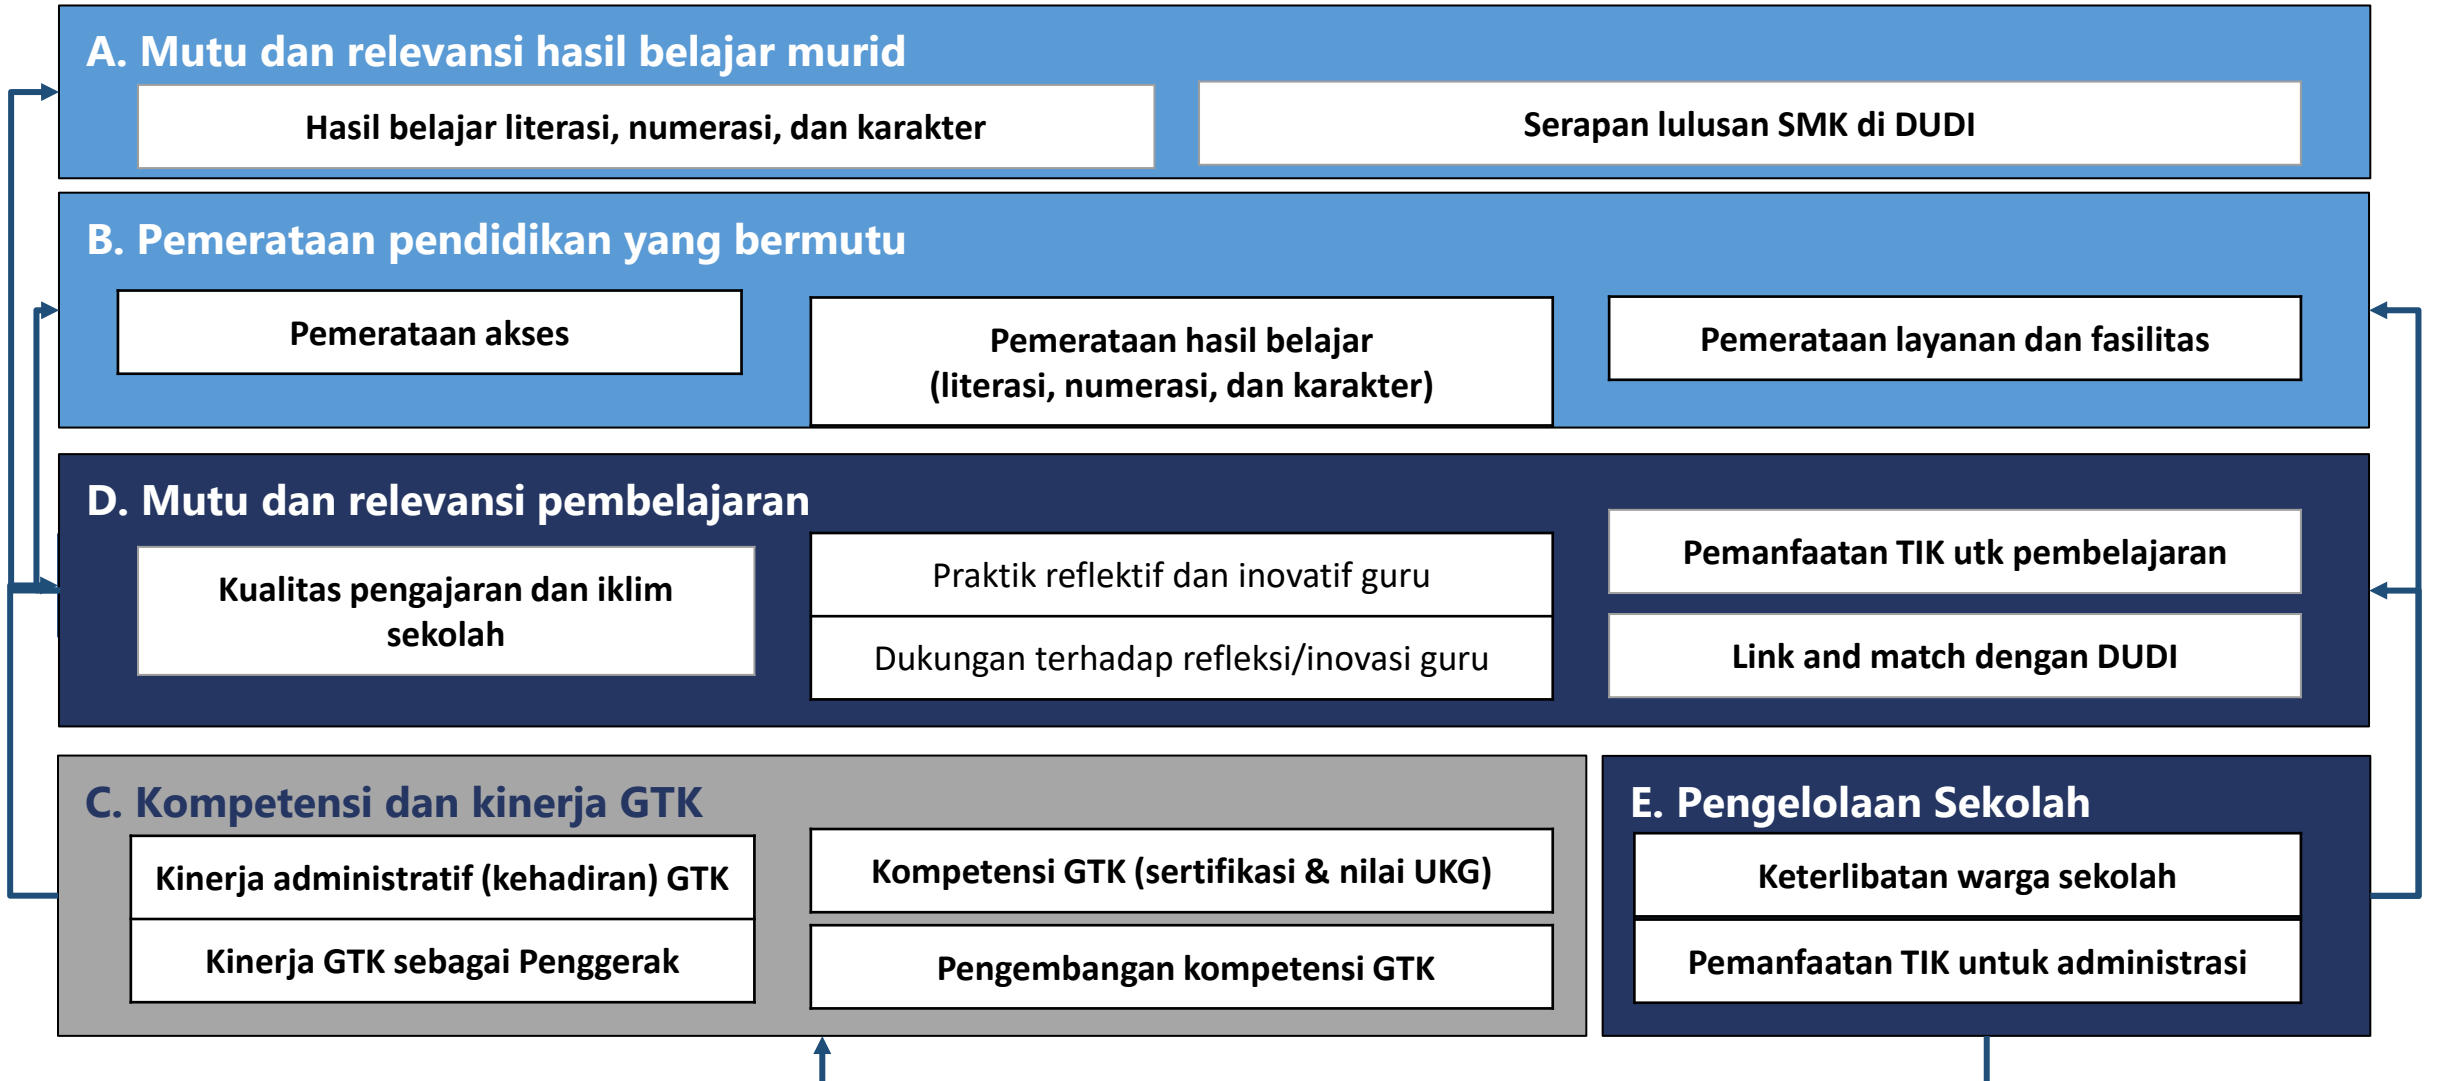 A. Mutu dan relevansi hasil belajar murid
Hasil belajar literasi, numerasi, dan karakter
Serapan lulusan SMK di DUDI
B. Pemerataan pendidikan yang bermutu
Pemerataan akses
Pemerataan hasil belajar
(literasi, numerasi, dan karakter)
Pemerataan layanan dan fasilitas
D. Mutu dan relevansi pembelajaran
Kualitas pengajaran dan iklim
sekolah
Praktik reflektif dan inovatif guru
Dukungan terhadap refleksi/inovasi guru
Pemanfaatan TIK utk pembelajaran
Link and match dengan DUDI
C. Kompetensi dan kinerja GTK
Kinerja administratif (kehadiran) GTK
Kinerja GTK sebagai Penggerak
Kompetensi GTK (sertifikasi & nilai UKG)
Pengembangan kompetensi GTK
E. Pengelolaan Sekolah
Keterlibatan warga sekolah
Pemanfaatan TIK untuk administrasi